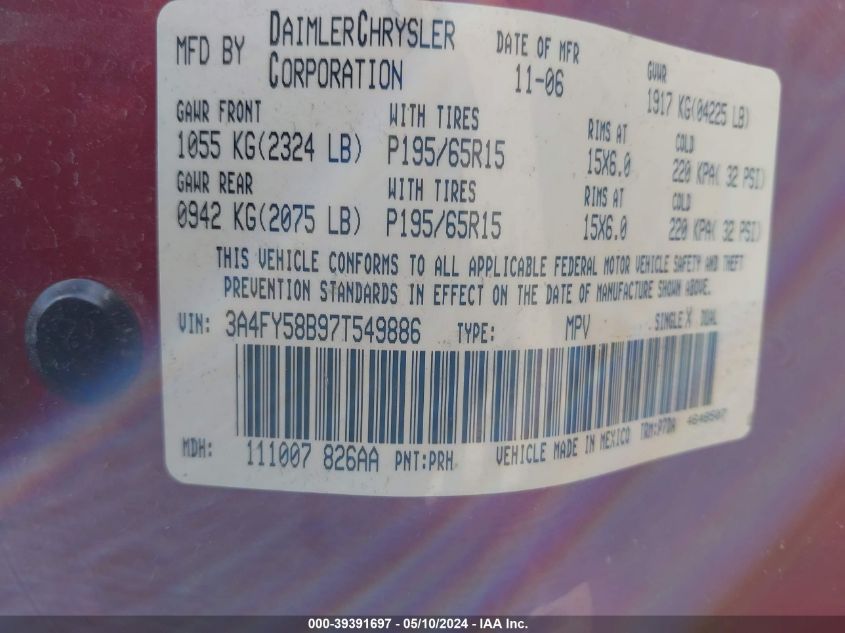 MFD BY DAIMLERCHRYSLER CORPORATION DATE OF MFR 11-06 GVWR 1917 KG(04225 LB)
GAWR FRONT WITH TIRES RIMS AT COLD
1055 KG(2324 LB) P195/65R15 15X6.0 220 KPA( 32 PSI)
GAWR REAR WITH TIRES RIMS AT COLD
0942 KG(2075 LB) P195/65R15 15X6.0 220 KPA( 32 PSI)
THIS VEHICLE CONFORMS TO ALL APPLICABLE FEDERAL MOTOR VEHICLE SAFETY AND THEFT
PREVENTION STANDARDS IN EFFECT ON THE DATE OF MANUFACTURE SHOWN ABOVE.
VIN: 3A4FY58B97T549886 TYPE: MPV SINGLE X DUAL
MDH: 111007 826AA PNT:PRH VEHICLE MADE IN MEXICO TRM:P7DA
000-39391697 - 05/10/2024 - IAA Inc.